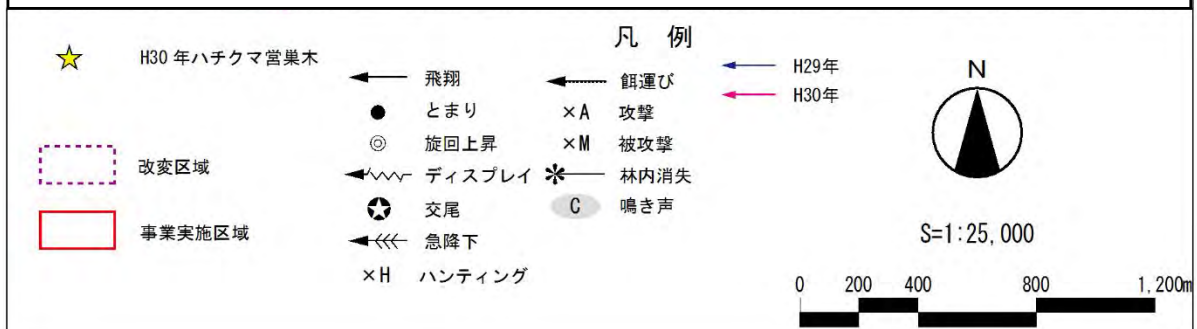 凡 例
H30 年ハチクマ営巣木
改変区域
事業実施区域
飛翔
とまり
旋回上昇
ディスプレイ
交尾
急降下
×H ハンティング
餌運び
×A 攻撃
×M 被攻撃
林内消失
C 鳴き声
H29年
H30年
N
S=1:25,000
0 200 400 800 1,200m